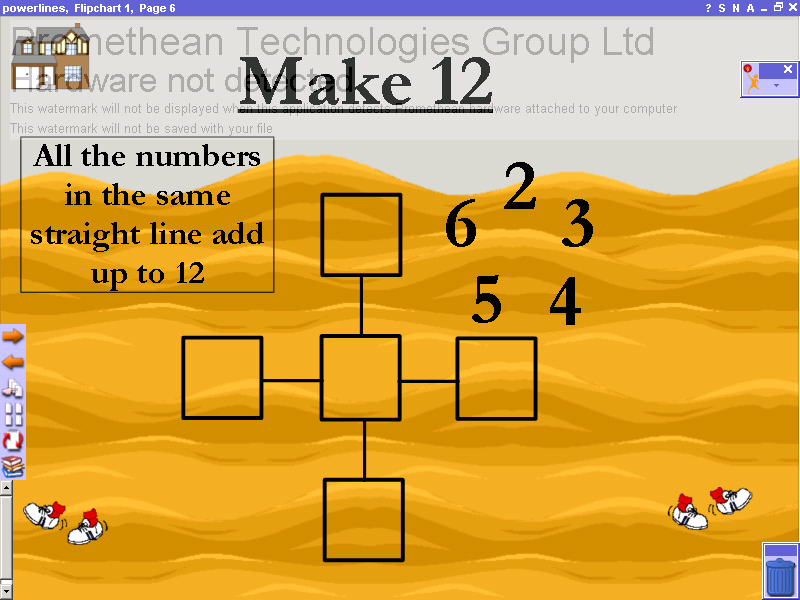 powerlines, Flipchart 1, Page 6
? S N A
Promethean Technologies Group Ltd
Hardware not detected
Make 12
This watermark will not be displayed when this application detects Promethean hardware attached to your computer
This watermark will not be saved with your file
All the numbers
in the same
straight line add
up to 12
2
6 3
5 4